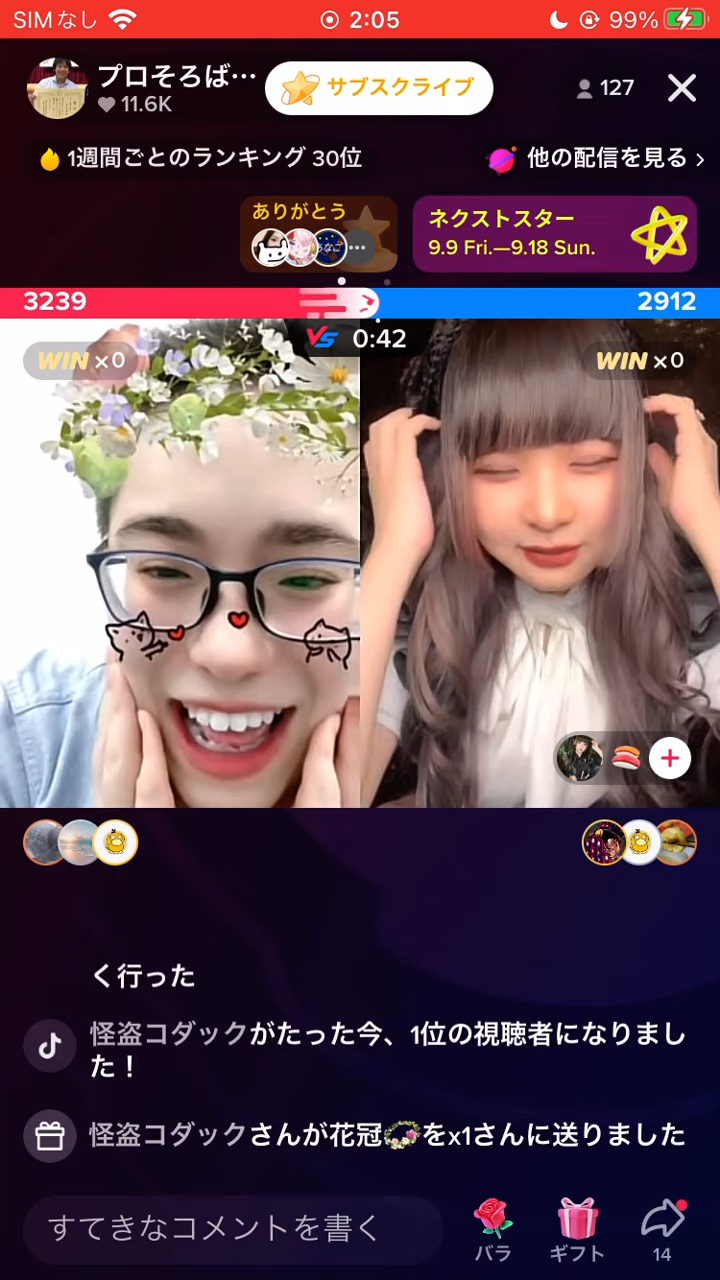 SIMなし
2:05
99%
プロそろば…
11.6K
サブスクライブ
127
1週間ごとのランキング 30位
他の配信を見る
ありがとう
ネクストスター
9.9 Fri.—9.18 Sun.
3239
2912
WIN x0
VS 0:42
WIN x0
く行った
怪盗コダックがたった今、1位の視聴者になりまし
た！
怪盗コダックさんが花冠をx1さんに送りました
すてきなコメントを書く
バラ
ギフト
14